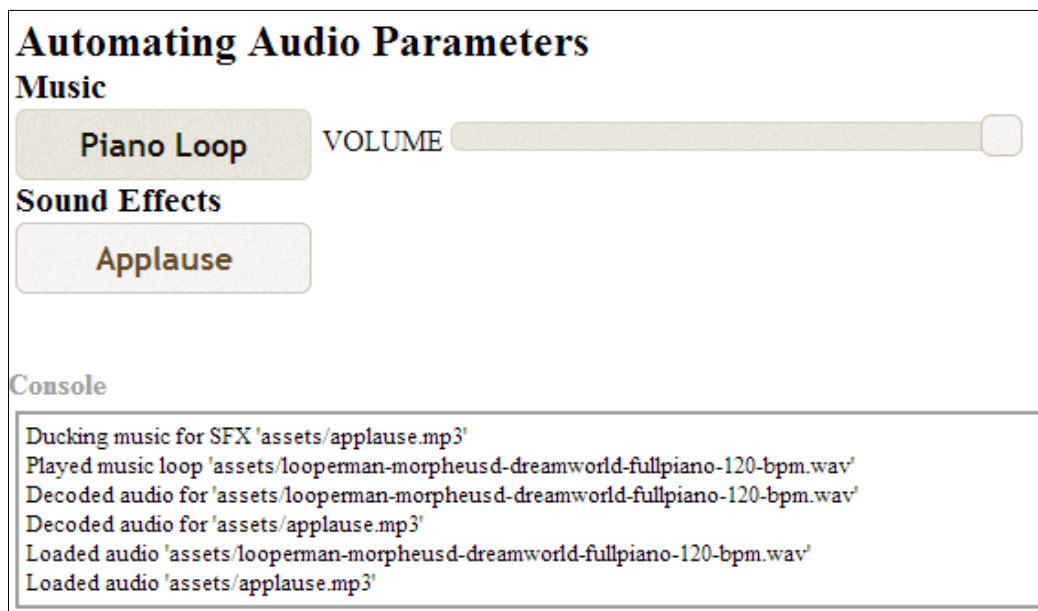 Automating Audio Parameters
Music
Piano Loop
VOLUME
Sound Effects
Applause
Console
Ducking music for SFX 'assets/applause.mp3'
Played music loop 'assets/looperman-morpheusd-dreamworld-fullpiano-120-bpm.wav'
Decoded audio for 'assets/looperman-morpheusd-dreamworld-fullpiano-120-bpm.wav'
Decoded audio for 'assets/applause.mp3'
Loaded audio 'assets/looperman-morpheusd-dreamworld-fullpiano-120-bpm.wav'
Loaded audio 'assets/applause.mp3'